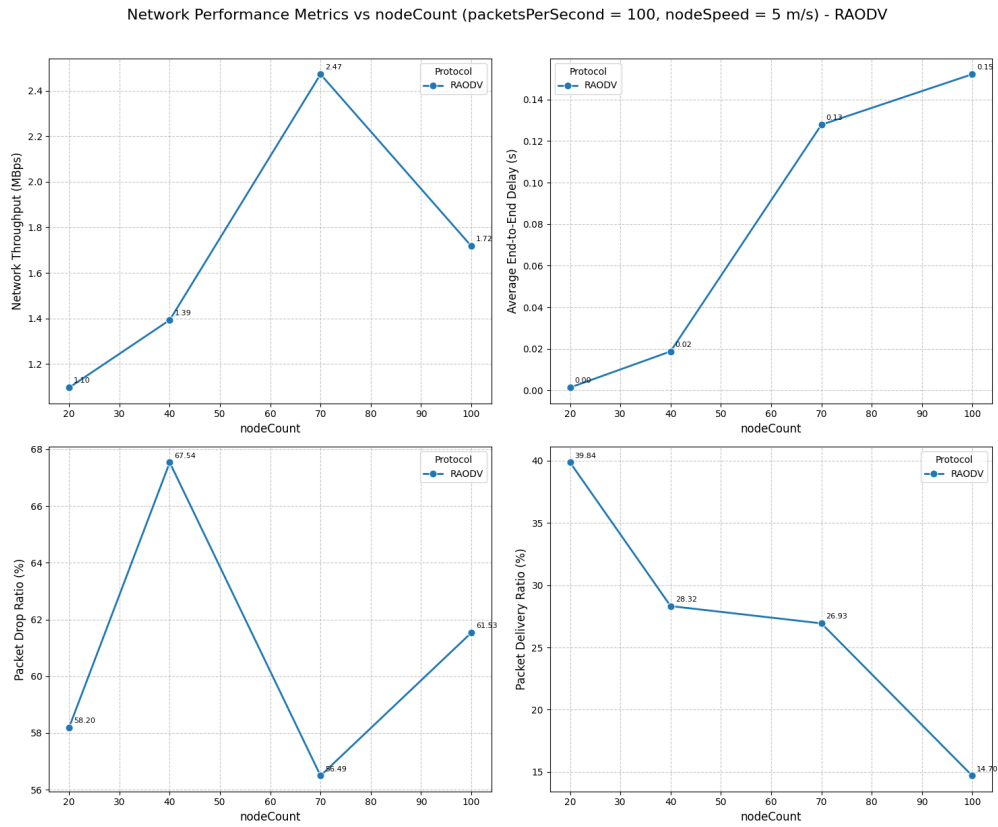 Network Performance Metrics vs nodeCount (packetsPerSecond = 100, nodeSpeed = 5 m/s) - RAODV
Network Throughput (MBps)
2.4
2.2
2.0
1.8
1.6
1.4
1.2
1.10
1.39
2.47
1.72
Protocol
RAODV
20 30 40 50 60 70 80 90 100
nodeCount
Average End-to-End Delay (s)
0.14
0.12
0.10
0.08
0.06
0.04
0.02
0.00
0.00
0.02
0.13
0.15
Protocol
RAODV
20 30 40 50 60 70 80 90 100
nodeCount
Packet Drop Ratio (%)
68
66
64
62
60
58
56
58.20
67.54
56.49
61.53
Protocol
RAODV
20 30 40 50 60 70 80 90 100
nodeCount
Packet Delivery Ratio (%)
40
35
30
25
20
15
39.84
28.32
26.93
14.70
Protocol
RAODV
20 30 40 50 60 70 80 90 100
nodeCount